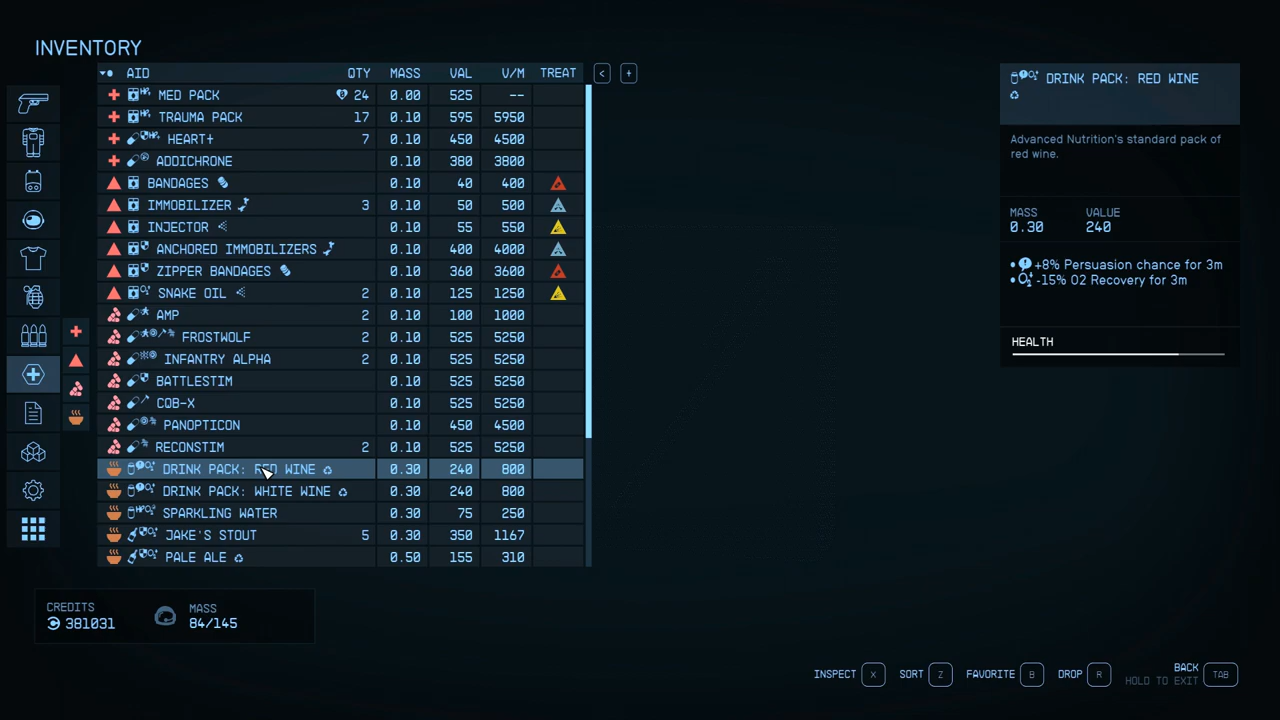 INVENTORY
AID QTY MASS VAL V/M TREAT < +
MED PACK 24 0.00 525 --
TRAUMA PACK 17 0.10 595 5950
HEART+ 7 0.10 450 4500
ADDICHRONE 0.10 380 3800
BANDAGES 0.10 40 400
IMMOBILIZER 3 0.10 50 500
INJECTOR 0.10 55 550
ANCHORED IMMOBILIZERS 0.10 400 4000
ZIPPER BANDAGES 0.10 360 3600
SNAKE OIL 2 0.10 125 1250
AMP 2 0.10 100 1000
FROSTWOLF 2 0.10 525 5250
INFANTRY ALPHA 2 0.10 525 5250
BATTLESTIM 0.10 525 5250
CQB-X 0.10 525 5250
PANOPTICON 0.10 450 4500
RECONSTIM 2 0.10 525 5250
DRINK PACK: RED WINE 0.30 240 800
DRINK PACK: WHITE WINE 0.30 240 800
SPARKLING WATER 0.30 75 250
JAKE'S STOUT 5 0.30 350 1167
PALE ALE 0.50 155 310
DRINK PACK: RED WINE
Advanced Nutrition's standard pack of
red wine.
MASS VALUE
0.30 240
+8% Persuasion chance for 3m
-15% O2 Recovery for 3m
HEALTH
CREDITS
381031
MASS
84/145
INSPECT X SORT Z FAVORITE B DROP R BACK TAB
HOLD TO EXIT